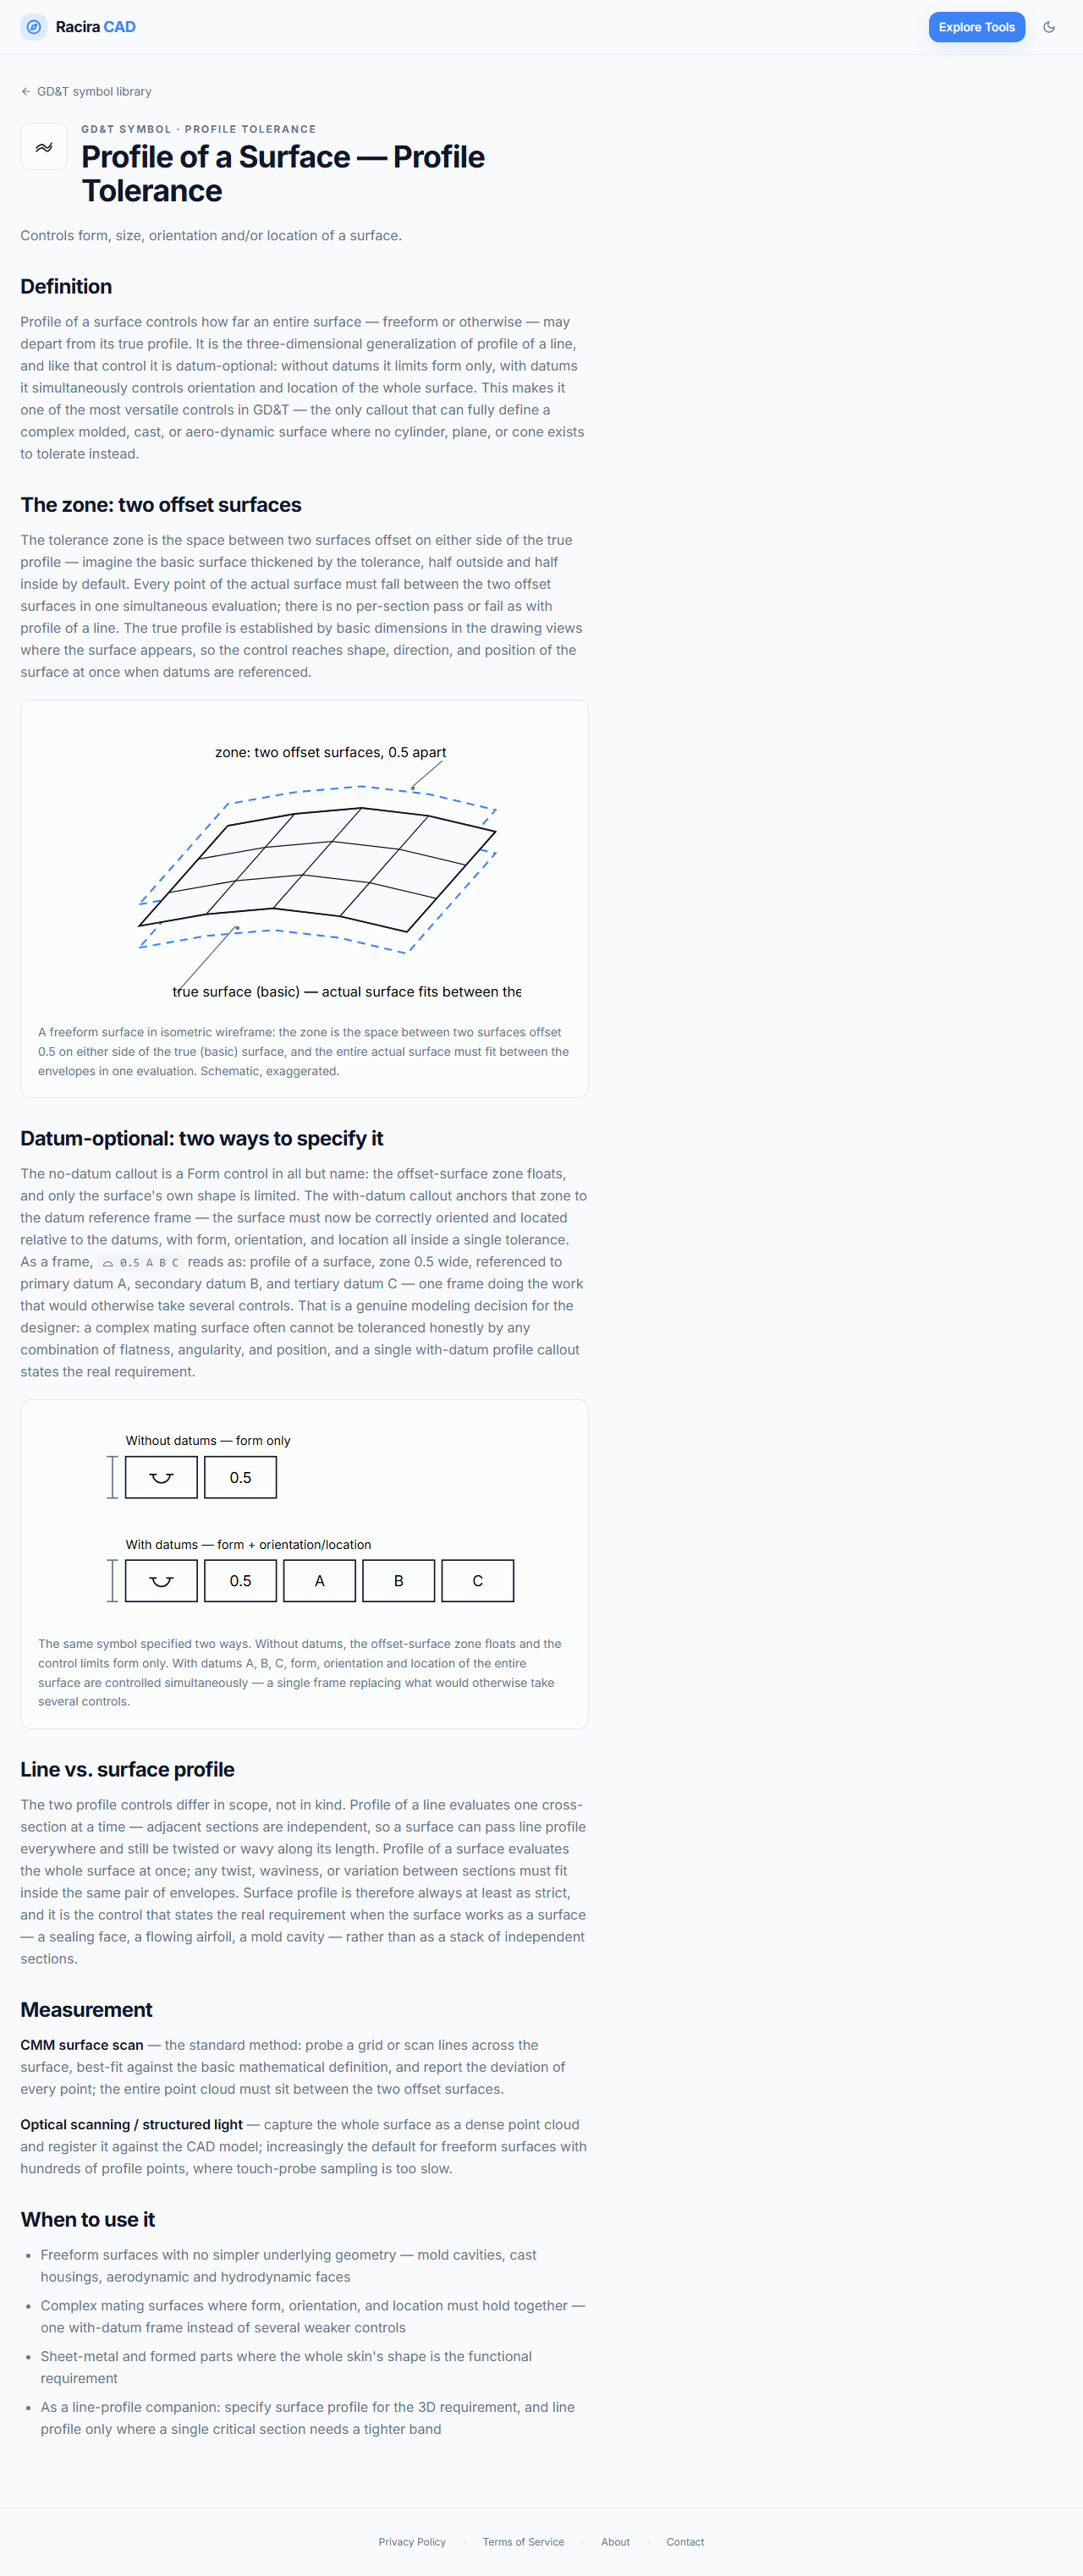 Racira CAD
Explore Tools
GD&T symbol library
GD&T SYMBOL · PROFILE TOLERANCE
Profile of a Surface — Profile
Tolerance
Controls form, size, orientation and/or location of a surface.
Definition
Profile of a surface controls how far an entire surface — freeform or otherwise — may
depart from its true profile. It is the three-dimensional generalization of profile of a line,
and like that control it is datum-optional: without datums it limits form only, with datums
it simultaneously controls orientation and location of the whole surface. This makes it
one of the most versatile controls in GD&T — the only callout that can fully define a
complex molded, cast, or aero-dynamic surface where no cylinder, plane, or cone exists
to tolerate instead.
The zone: two offset surfaces
The tolerance zone is the space between two surfaces offset on either side of the true
profile — imagine the basic surface thickened by the tolerance, half outside and half
inside by default. Every point of the actual surface must fall between the two offset
surfaces in one simultaneous evaluation; there is no per-section pass or fail as with
profile of a line. The true profile is established by basic dimensions in the drawing views
where the surface appears, so the control reaches shape, direction, and position of the
surface at once when datums are referenced.
zone: two offset surfaces, 0.5 apart
true surface (basic) — actual surface fits between the
A freeform surface in isometric wireframe: the zone is the space between two surfaces offset
0.5 on either side of the true (basic) surface, and the entire actual surface must fit between the
envelopes in one evaluation. Schematic, exaggerated.
Datum-optional: two ways to specify it
The no-datum callout is a Form control in all but name: the offset-surface zone floats,
and only the surface's own shape is limited. The with-datum callout anchors that zone to
the datum reference frame — the surface must now be correctly oriented and located
relative to the datums, with form, orientation, and location all inside a single tolerance.
As a frame, ⌓ 0.5 A B C reads as: profile of a surface, zone 0.5 wide, referenced to
primary datum A, secondary datum B, and tertiary datum C — one frame doing the work
that would otherwise take several controls. That is a genuine modeling decision for the
designer: a complex mating surface often cannot be toleranced honestly by any
combination of flatness, angularity, and position, and a single with-datum profile callout
states the real requirement.
Without datums — form only
0.5
With datums — form + orientation/location
0.5 A B C
The same symbol specified two ways. Without datums, the offset-surface zone floats and the
control limits form only. With datums A, B, C, form, orientation and location of the entire
surface are controlled simultaneously — a single frame replacing what would otherwise take
several controls.
Line vs. surface profile
The two profile controls differ in scope, not in kind. Profile of a line evaluates one cross-
section at a time — adjacent sections are independent, so a surface can pass line profile
everywhere and still be twisted or wavy along its length. Profile of a surface evaluates
the whole surface at once; any twist, waviness, or variation between sections must fit
inside the same pair of envelopes. Surface profile is therefore always at least as strict,
and it is the control that states the real requirement when the surface works as a surface
— a sealing face, a flowing airfoil, a mold cavity — rather than as a stack of independent
sections.
Measurement
CMM surface scan — the standard method: probe a grid or scan lines across the
surface, best-fit against the basic mathematical definition, and report the deviation of
every point; the entire point cloud must sit between the two offset surfaces.
Optical scanning / structured light — capture the whole surface as a dense point cloud
and register it against the CAD model; increasingly the default for freeform surfaces with
hundreds of profile points, where touch-probe sampling is too slow.
When to use it
• Freeform surfaces with no simpler underlying geometry — mold cavities, cast
housings, aerodynamic and hydrodynamic faces
• Complex mating surfaces where form, orientation, and location must hold together —
one with-datum frame instead of several weaker controls
• Sheet-metal and formed parts where the whole skin's shape is the functional
requirement
• As a line-profile companion: specify surface profile for the 3D requirement, and line
profile only where a single critical section needs a tighter band
Privacy Policy · Terms of Service · About · Contact